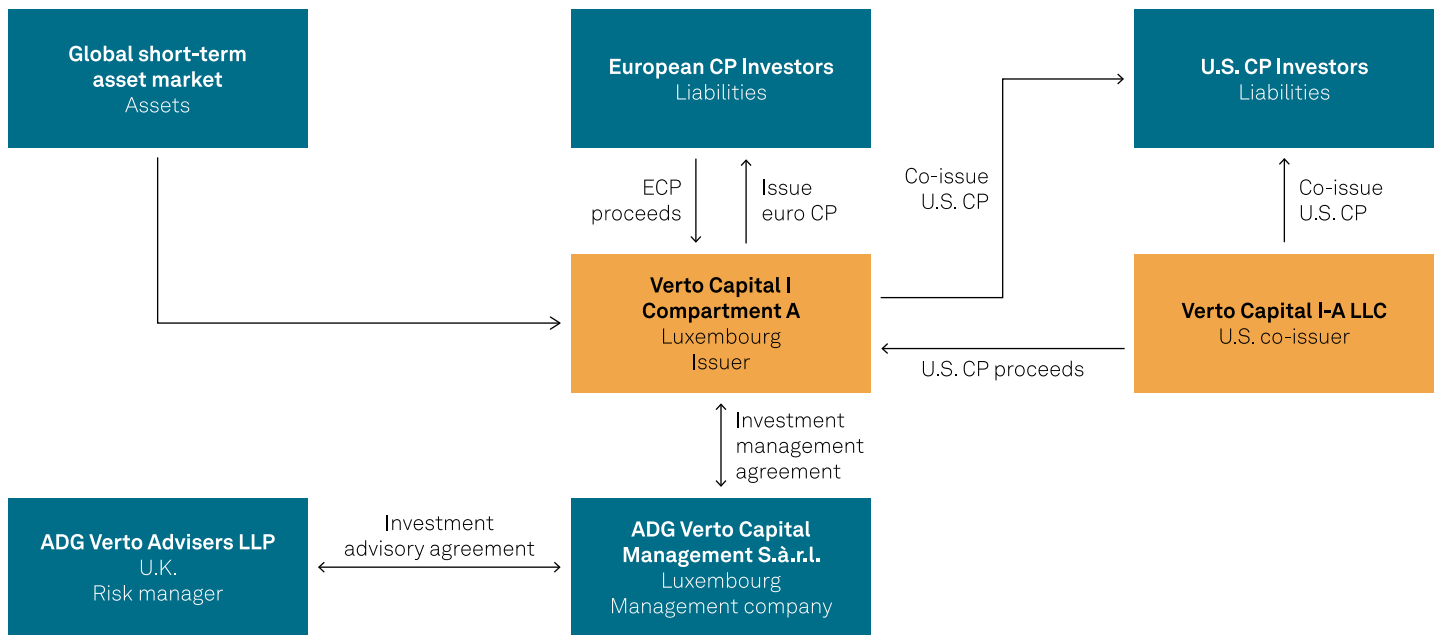 Global short-term
asset market
Assets
European CP Investors
Liabilities
U.S. CP Investors
Liabilities
ECP
proceeds
Issue
euro CP
Co-issue
U.S. CP
Co-issue
U.S. CP
Verto Capital I
Compartment A
Luxembourg
Issuer
Verto Capital I-A LLC
U.S. co-issuer
U.S. CP proceeds
Investment
management
agreement
ADG Verto Advisers LLP
U.K.
Risk manager
Investment
advisory agreement
ADG Verto Capital
Management S.à.r.l.
Luxembourg
Management company